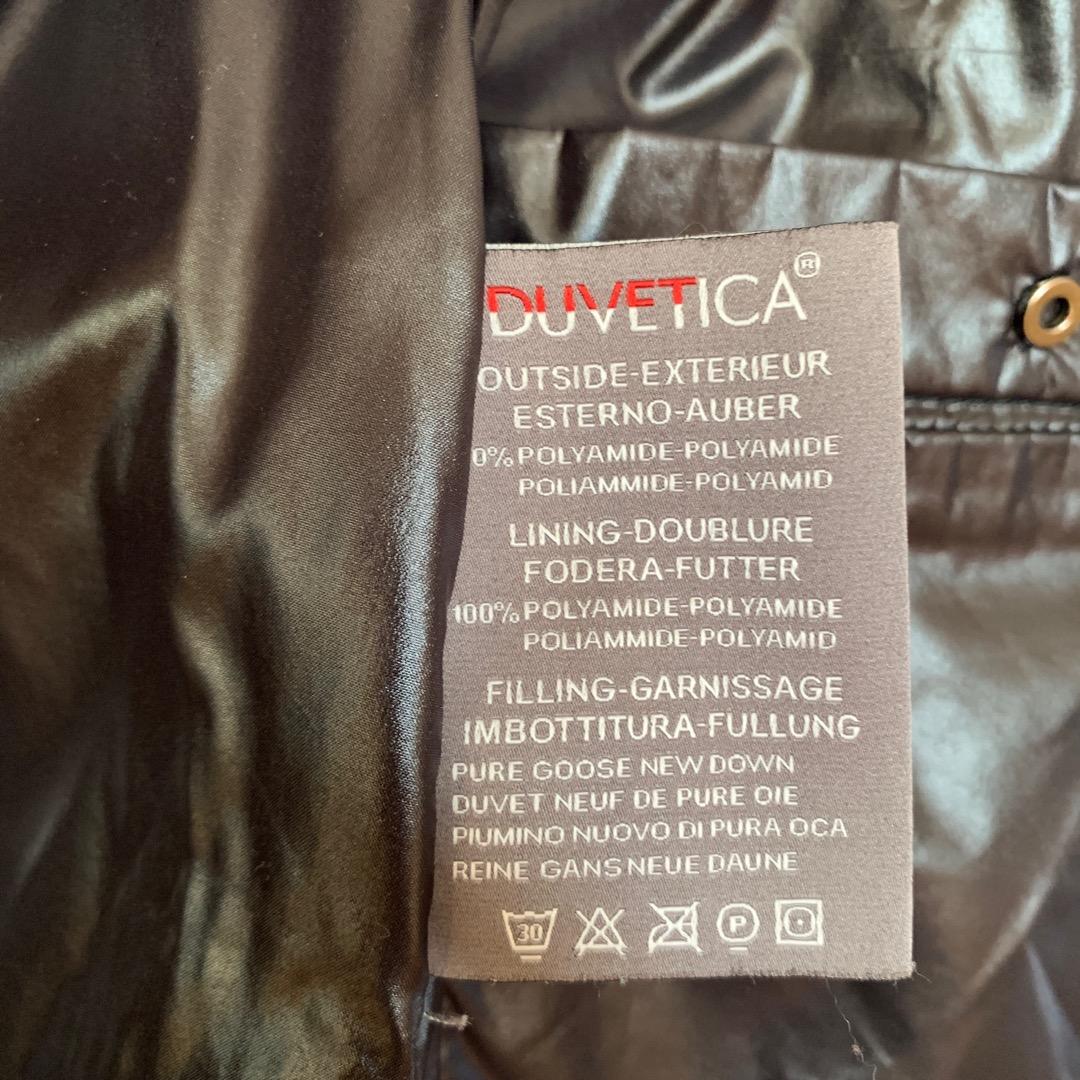 DUVETICA®
OUTSIDE-EXTERIEUR
ESTERNO-AUBER
0% POLYAMIDE-POLYAMIDE
POLIAMMIDE-POLYAMID
LINING-DOUBLURE
FODERA-FUTTER
100% POLYAMIDE-POLYAMIDE
POLIAMMIDE-POLYAMID
FILLING-GARNISSAGE
IMBOTTITURA-FULLUNG
PURE GOOSE NEW DOWN
DUVET NEUF DE PURE OIE
PIUMINO NUOVO DI PURA OCA
REINE GANS NEUE DAUNE
30 P